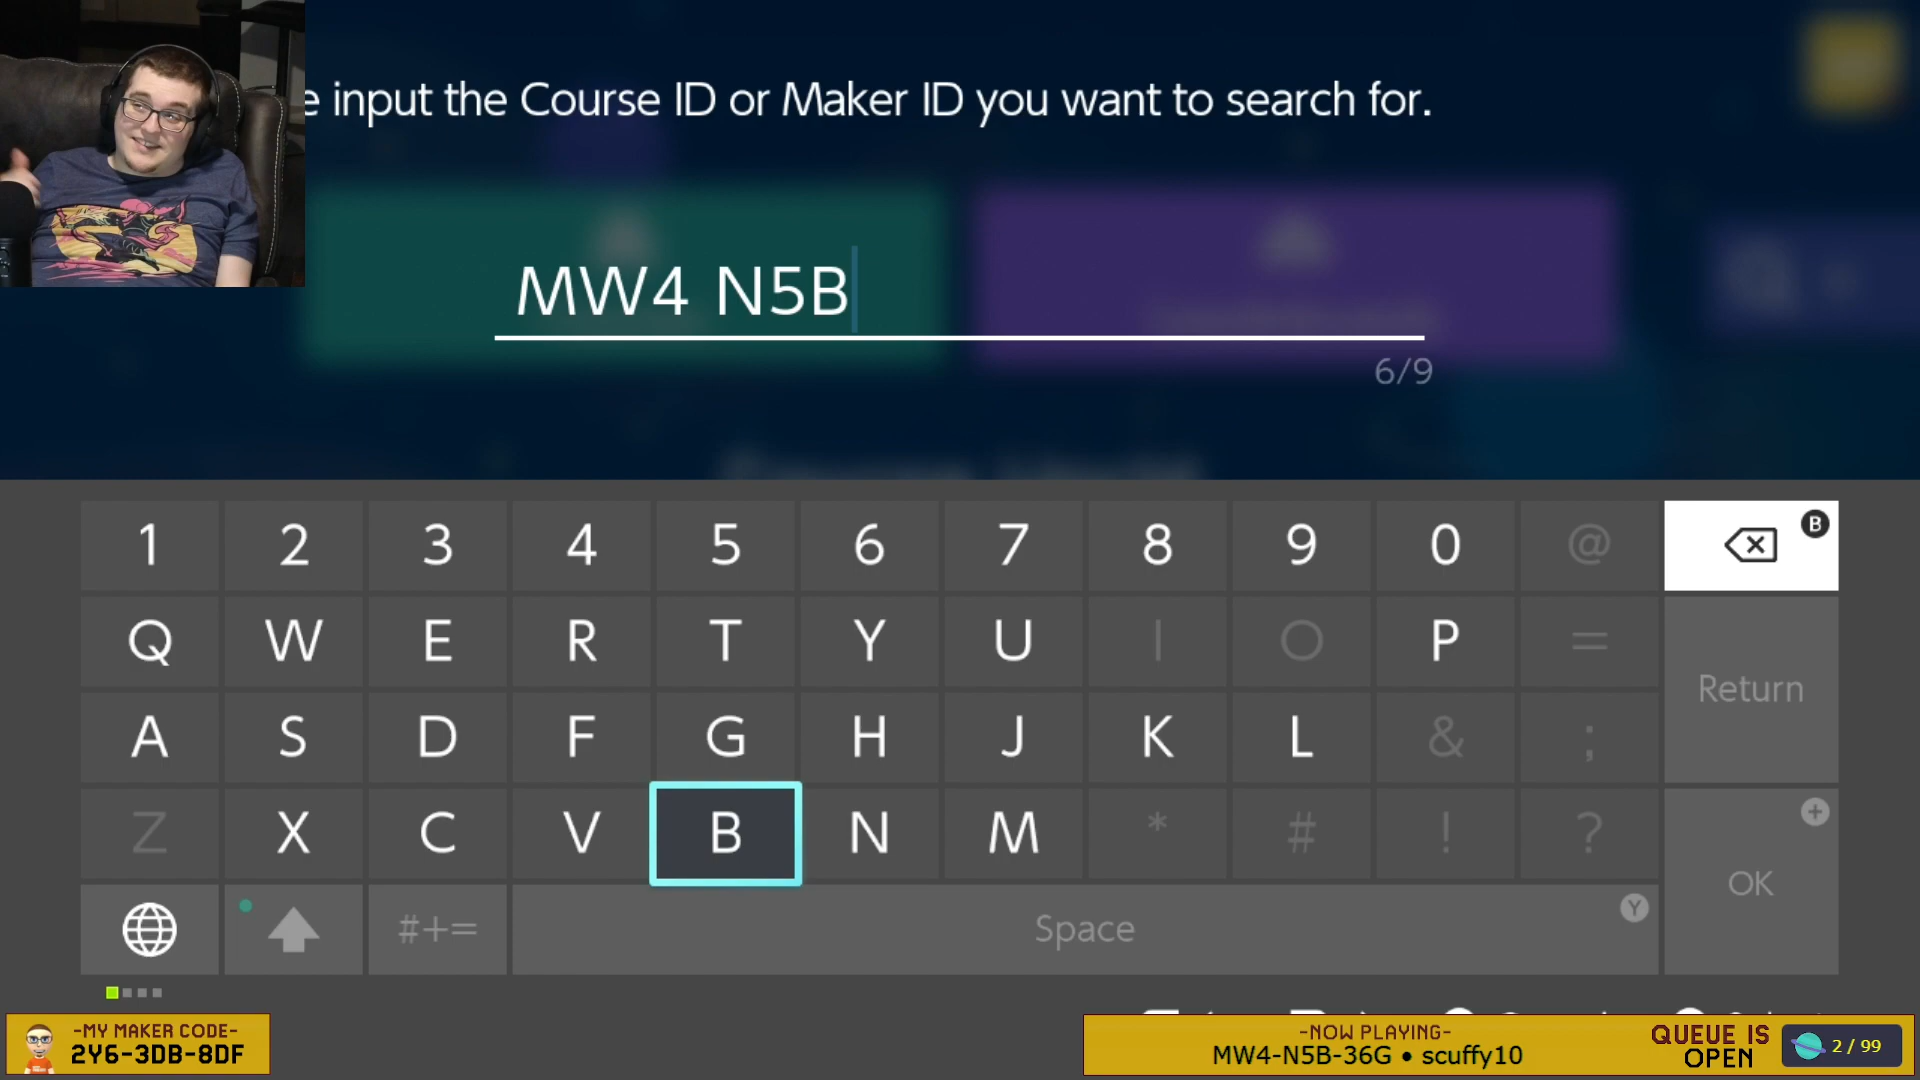 e input the Course ID or Maker ID you want to search for.
MW4 N5B
6/9
1 2 3 4 5 6 7 8 9 0 @
B
Q W E R T Y U I O P =
Return
A S D F G H J K L & ;
Z X C V B N M * # ! ?
+
OK
#+=
Space
Y
-MY MAKER CODE-
2Y6-3DB-8DF
-NOW PLAYING-
MW4-N5B-36G • scuffy10
QUEUE IS
OPEN
2 / 99